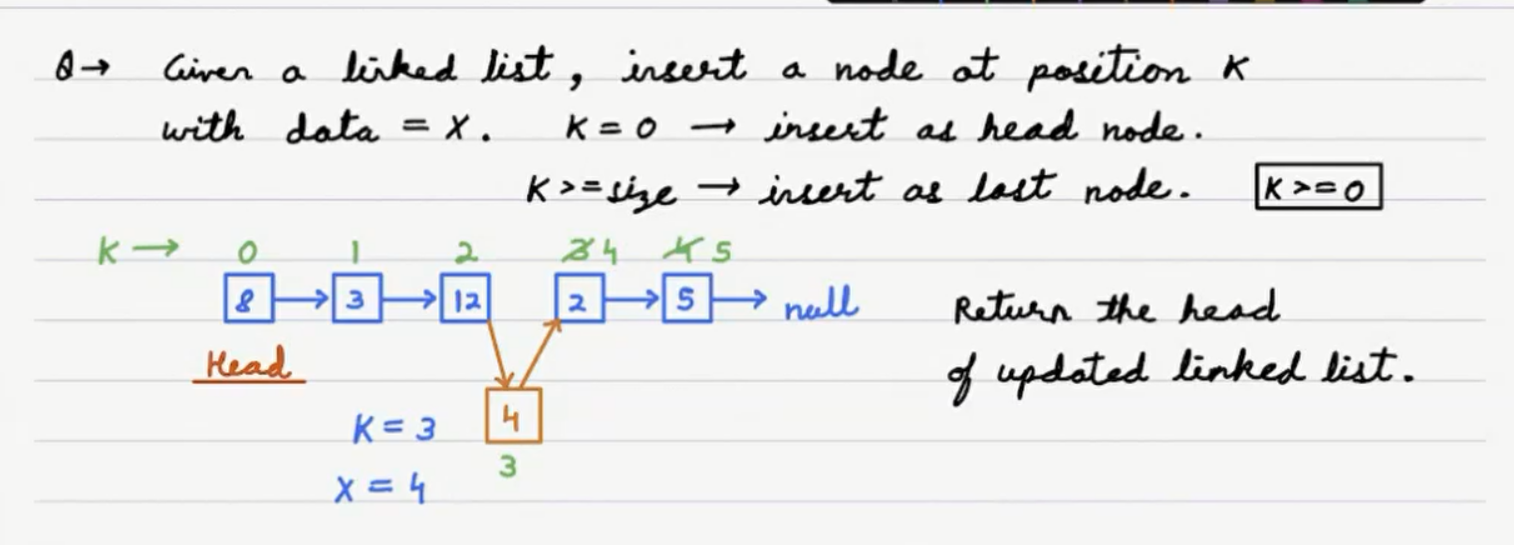 Q→ Given a linked list, insert a node at position K
with data = X. K = 0 → insert as head node.
K >= size → insert as last node. K >= 0
K → 0 1 2 3 4 4 5
8 → 3 → 12 2 → 5 → null
Return the head
Head
of updated linked list.
4
K = 3
3
X = 4